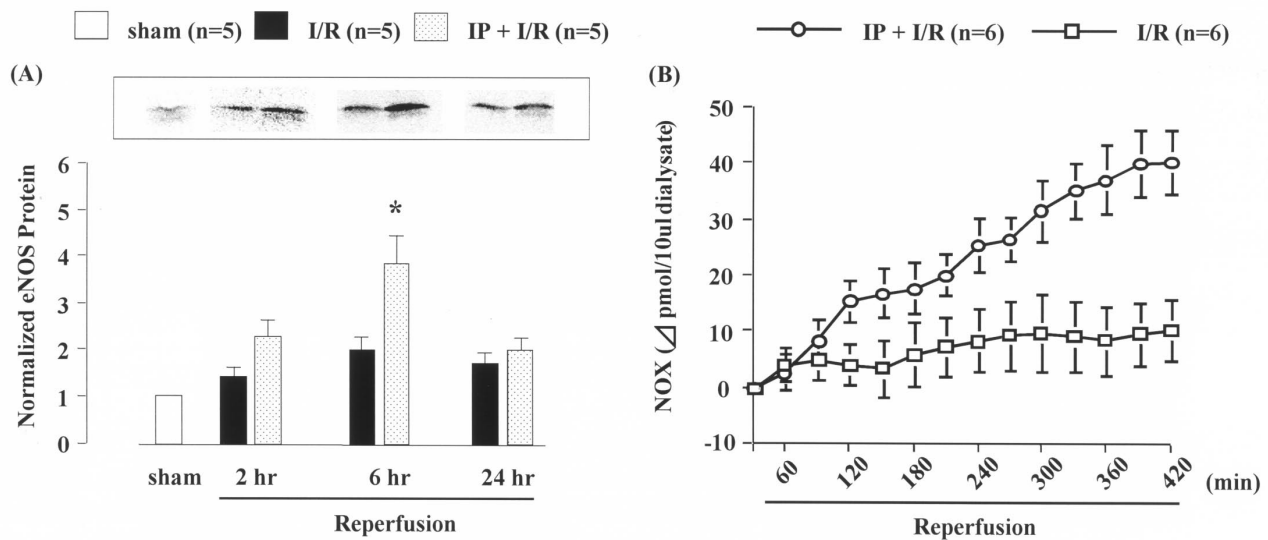 sham (n=5) I/R (n=5) IP + I/R (n=5)
IP + I/R (n=6) I/R (n=6)
(A)
6
5
4
3
2
1
0
Normalized eNOS Protein
*
sham 2 hr 6 hr 24 hr
Reperfusion
(B)
50
40
30
20
10
0
-10
NOX (⊿ pmol/10ul dialysate)
60 120 180 240 300 360 420 (min)
Reperfusion